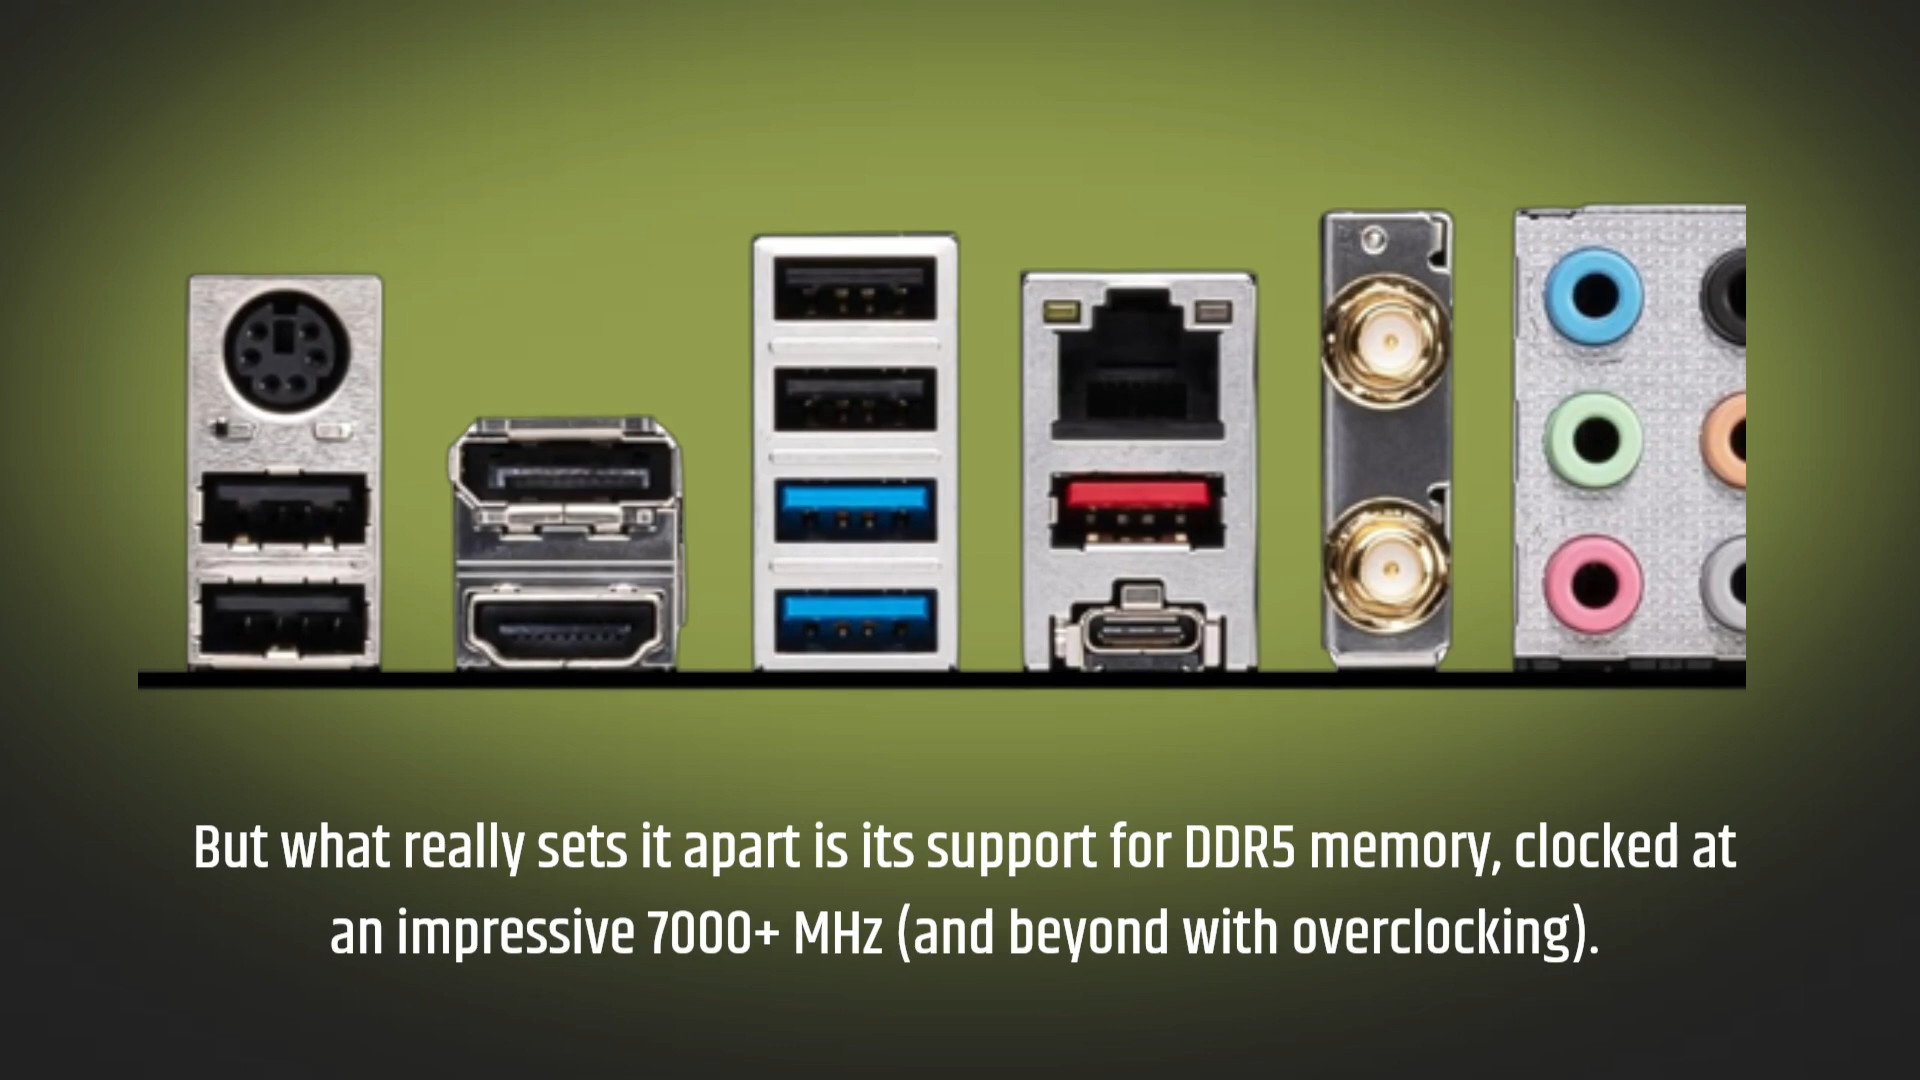 But what really sets it apart is its support for DDR5 memory, clocked at
an impressive 7000+ MHz (and beyond with overclocking).